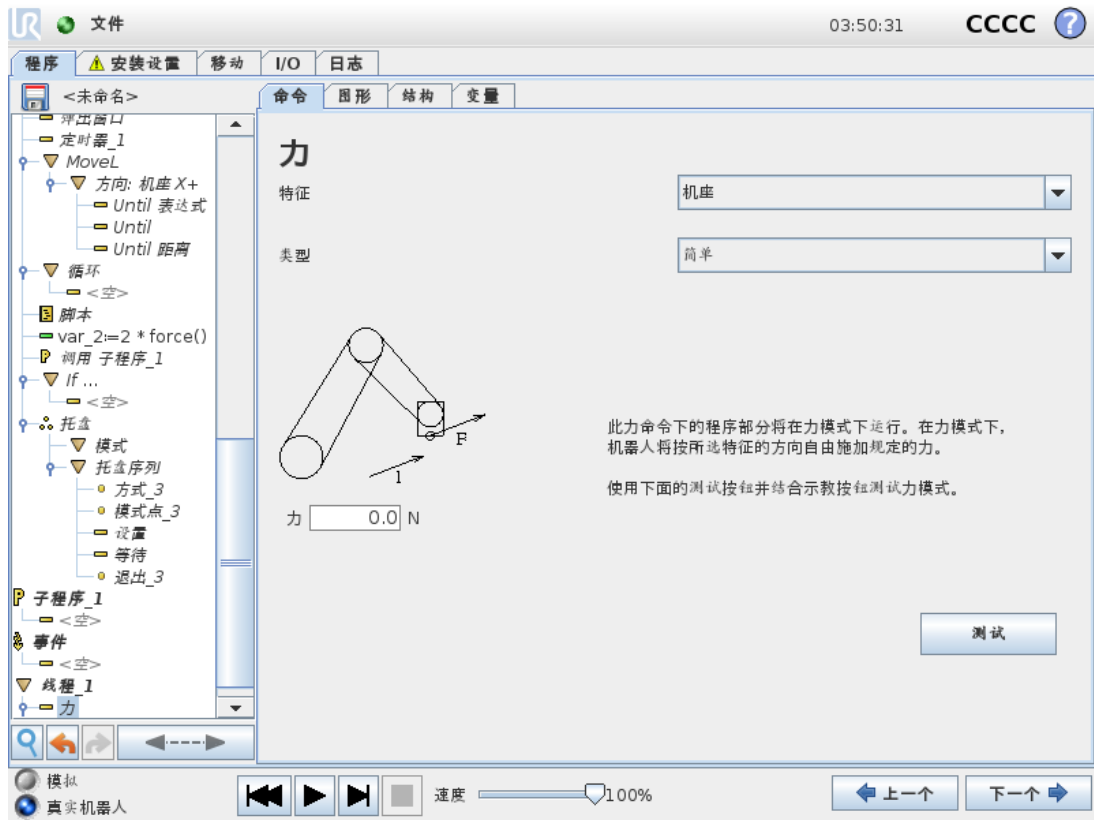 UR 文件 03:50:31 CCCC ?
程序 安装设置 移动 I/O 日志
<未命名>
命令 图形 结构 变量
弹出窗口
定时器_1
MoveL
方向: 机座 X+
Until 表达式
Until
Until 距离
循环
<空>
脚本
var_2:=2 * force()
P 调用 子程序_1
If ...
<空>
托盘
模式
托盘序列
方式_3
模式点_3
设置
等待
退出_3
P 子程序_1
<空>
事件
<空>
线程_1
力
力
特征 机座
类型 简单
F
1
力 0.0 N
此力命令下的程序部分将在力模式下运行。在力模式下，
机器人将按所选特征的方向自由施加规定的力。
使用下面的测试按钮并结合示教按钮测试力模式。
测试
模拟
真实机器人
速度 100%
上一个 下一个